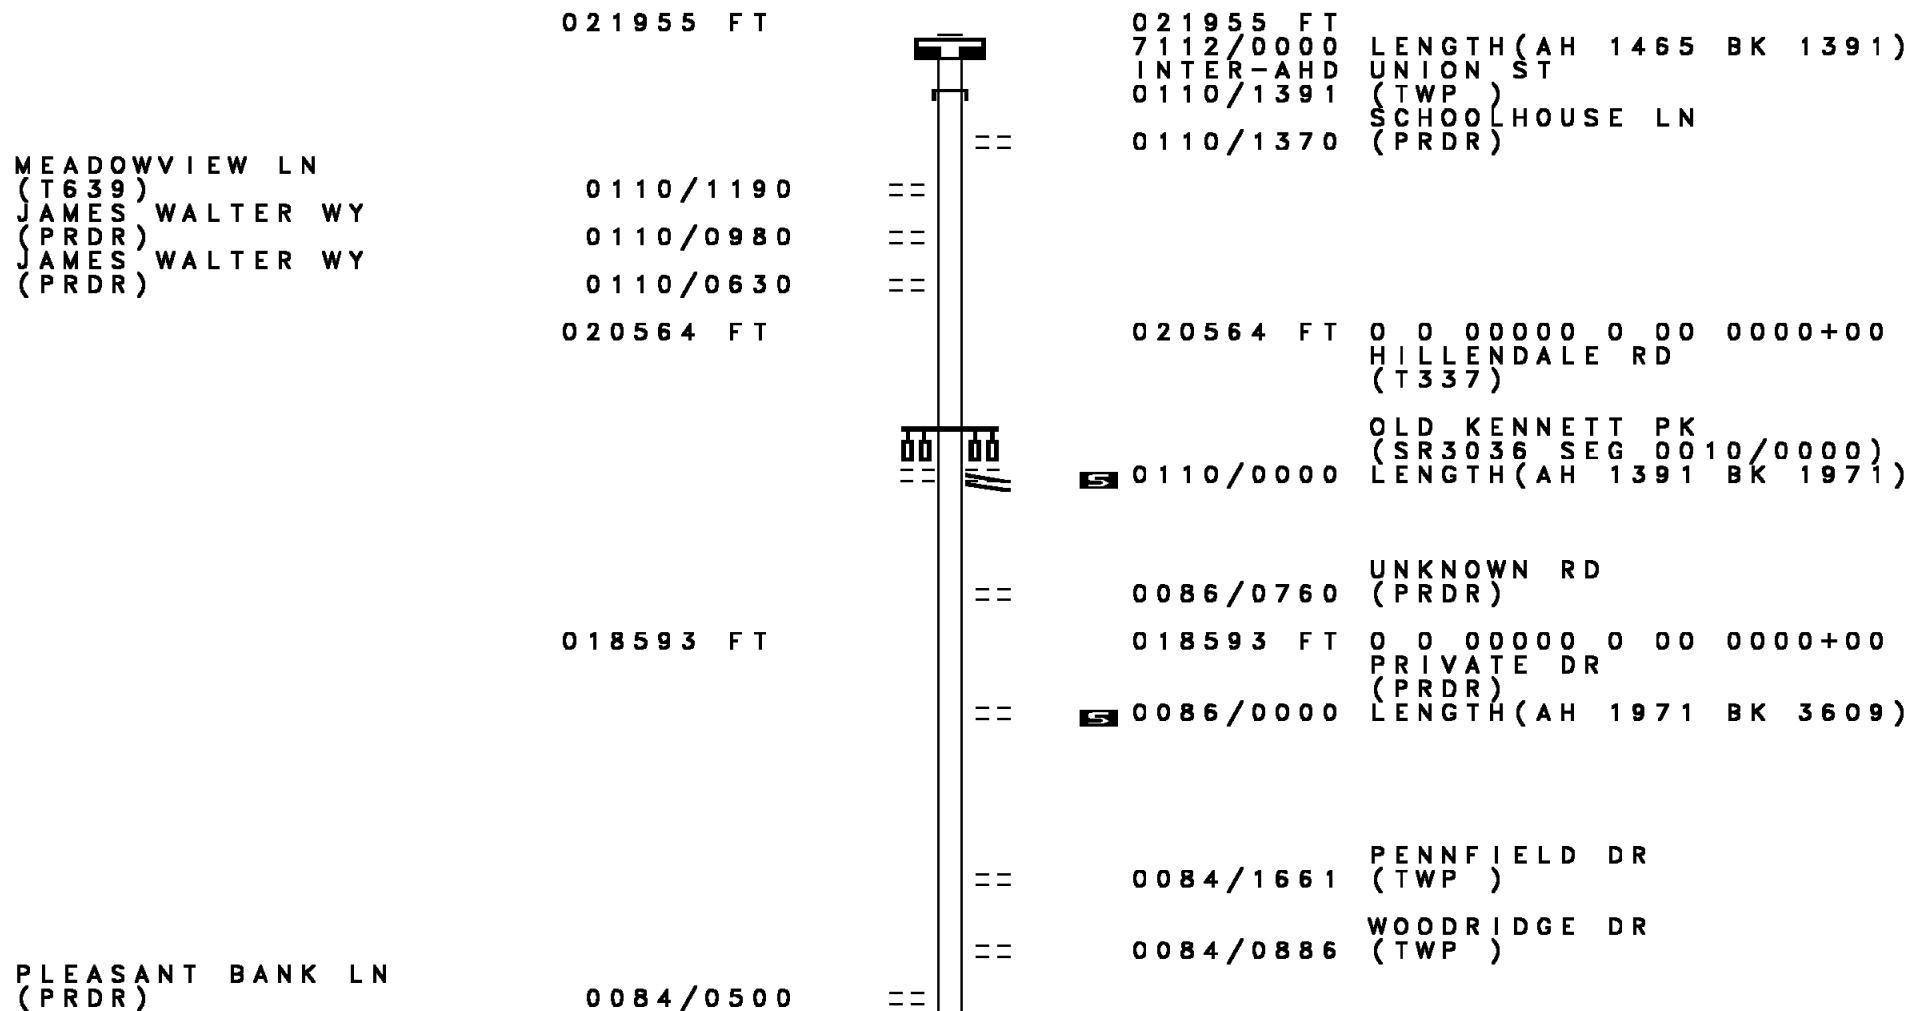 021955 FT 021955 FT
7112/0000 LENGTH(AH 1465 BK 1391)
INTER-AHD UNION ST
0110/1391 (TWP )
SCHOOLHOUSE LN
0110/1370 (PRDR)
MEADOWVIEW LN
(T639) 0110/1190
JAMES WALTER WY
(PRDR) 0110/0980
JAMES WALTER WY
(PRDR) 0110/0630
020564 FT 020564 FT 0 0 00000 0 00 0000+00
HILLENDALE RD
(T337)
OLD KENNETT PK
(SR3036 SEG 0010/0000)
S 0110/0000 LENGTH(AH 1391 BK 1971)
UNKNOWN RD
0086/0760 (PRDR)
018593 FT 018593 FT 0 0 00000 0 00 0000+00
PRIVATE DR
(PRDR)
S 0086/0000 LENGTH(AH 1971 BK 3609)
PENNFIELD DR
0084/1661 (TWP )
WOODRIDGE DR
0084/0886 (TWP )
PLEASANT BANK LN
(PRDR) 0084/0500